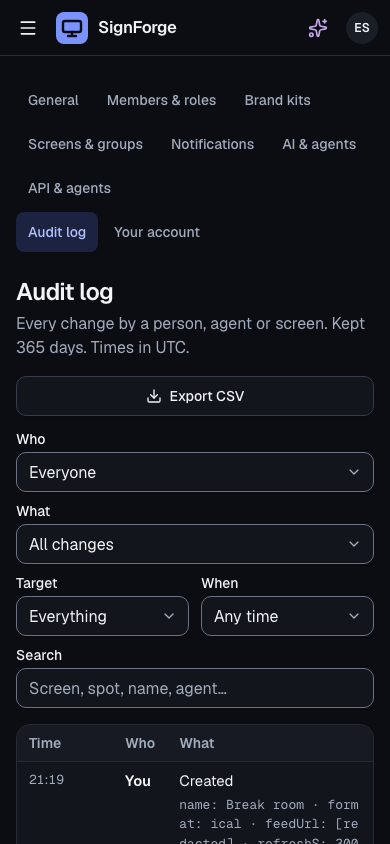 SignForge
ES
General Members & roles Brand kits
Screens & groups Notifications AI & agents
API & agents
Audit log Your account
Audit log
Every change by a person, agent or screen. Kept
365 days. Times in UTC.
Export CSV
Who
Everyone
What
All changes
Target When
Everything Any time
Search
Screen, spot, name, agent…
Time Who What
21:19 You Created
name: Break room · form
at: ical · feedUrl: [re
dacted] · refreshS: 300